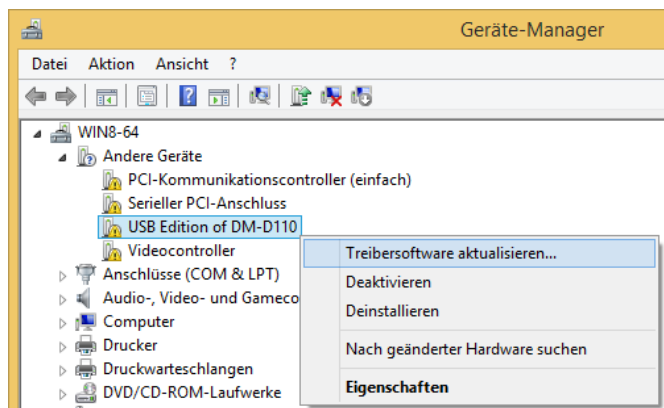 Geräte-Manager
Datei Aktion Ansicht ?
WIN8-64
Andere Geräte
PCI-Kommunikationscontroller (einfach)
Serieller PCI-Anschluss
USB Edition of DM-D110
Videocontroller
Anschlüsse (COM & LPT)
Audio-, Video- und Gameco
Computer
Drucker
Druckwarteschlangen
DVD/CD-ROM-Laufwerke
Treibersoftware aktualisieren...
Deaktivieren
Deinstallieren
Nach geänderter Hardware suchen
Eigenschaften